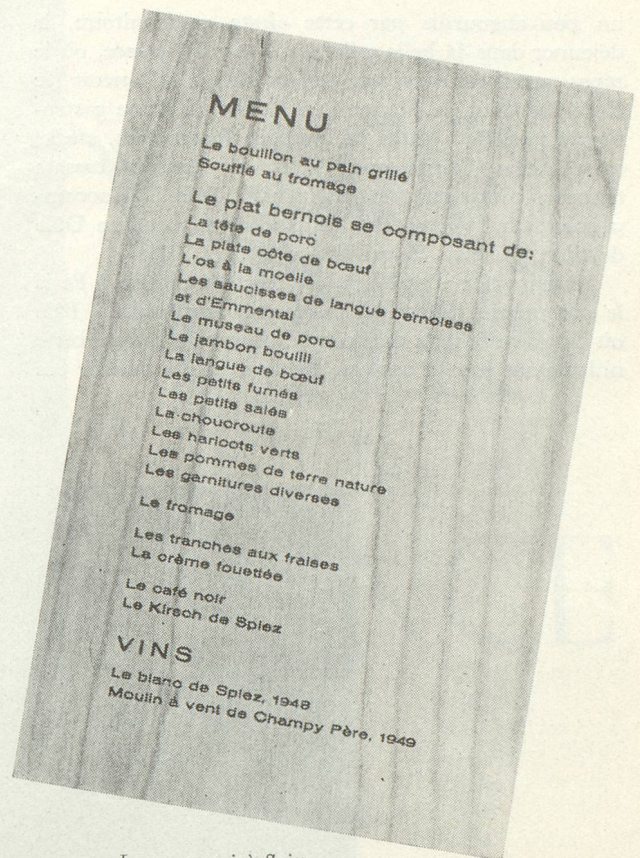 MENU
Le bouillon au pain grillé
Soufflé au fromage
Le plat bernois se composant de:
La tête de porc
La plate côte de bœuf
L'os à la moelle
Les saucisses de langue bernoises
et d'Emmental
Le museau de porc
Le jambon bouilli
La langue de bœuf
Les petits fumés
Les petits salés
La choucroute
Les haricots verts
Les pommes de terre nature
Les garnitures diverses
Le fromage
Les tranches aux fraises
La crème fouettée
Le café noir
Le Kirsch de Spiez
VINS
Le blanc de Spiez, 1948
Moulin à vent de Champy Père, 1949